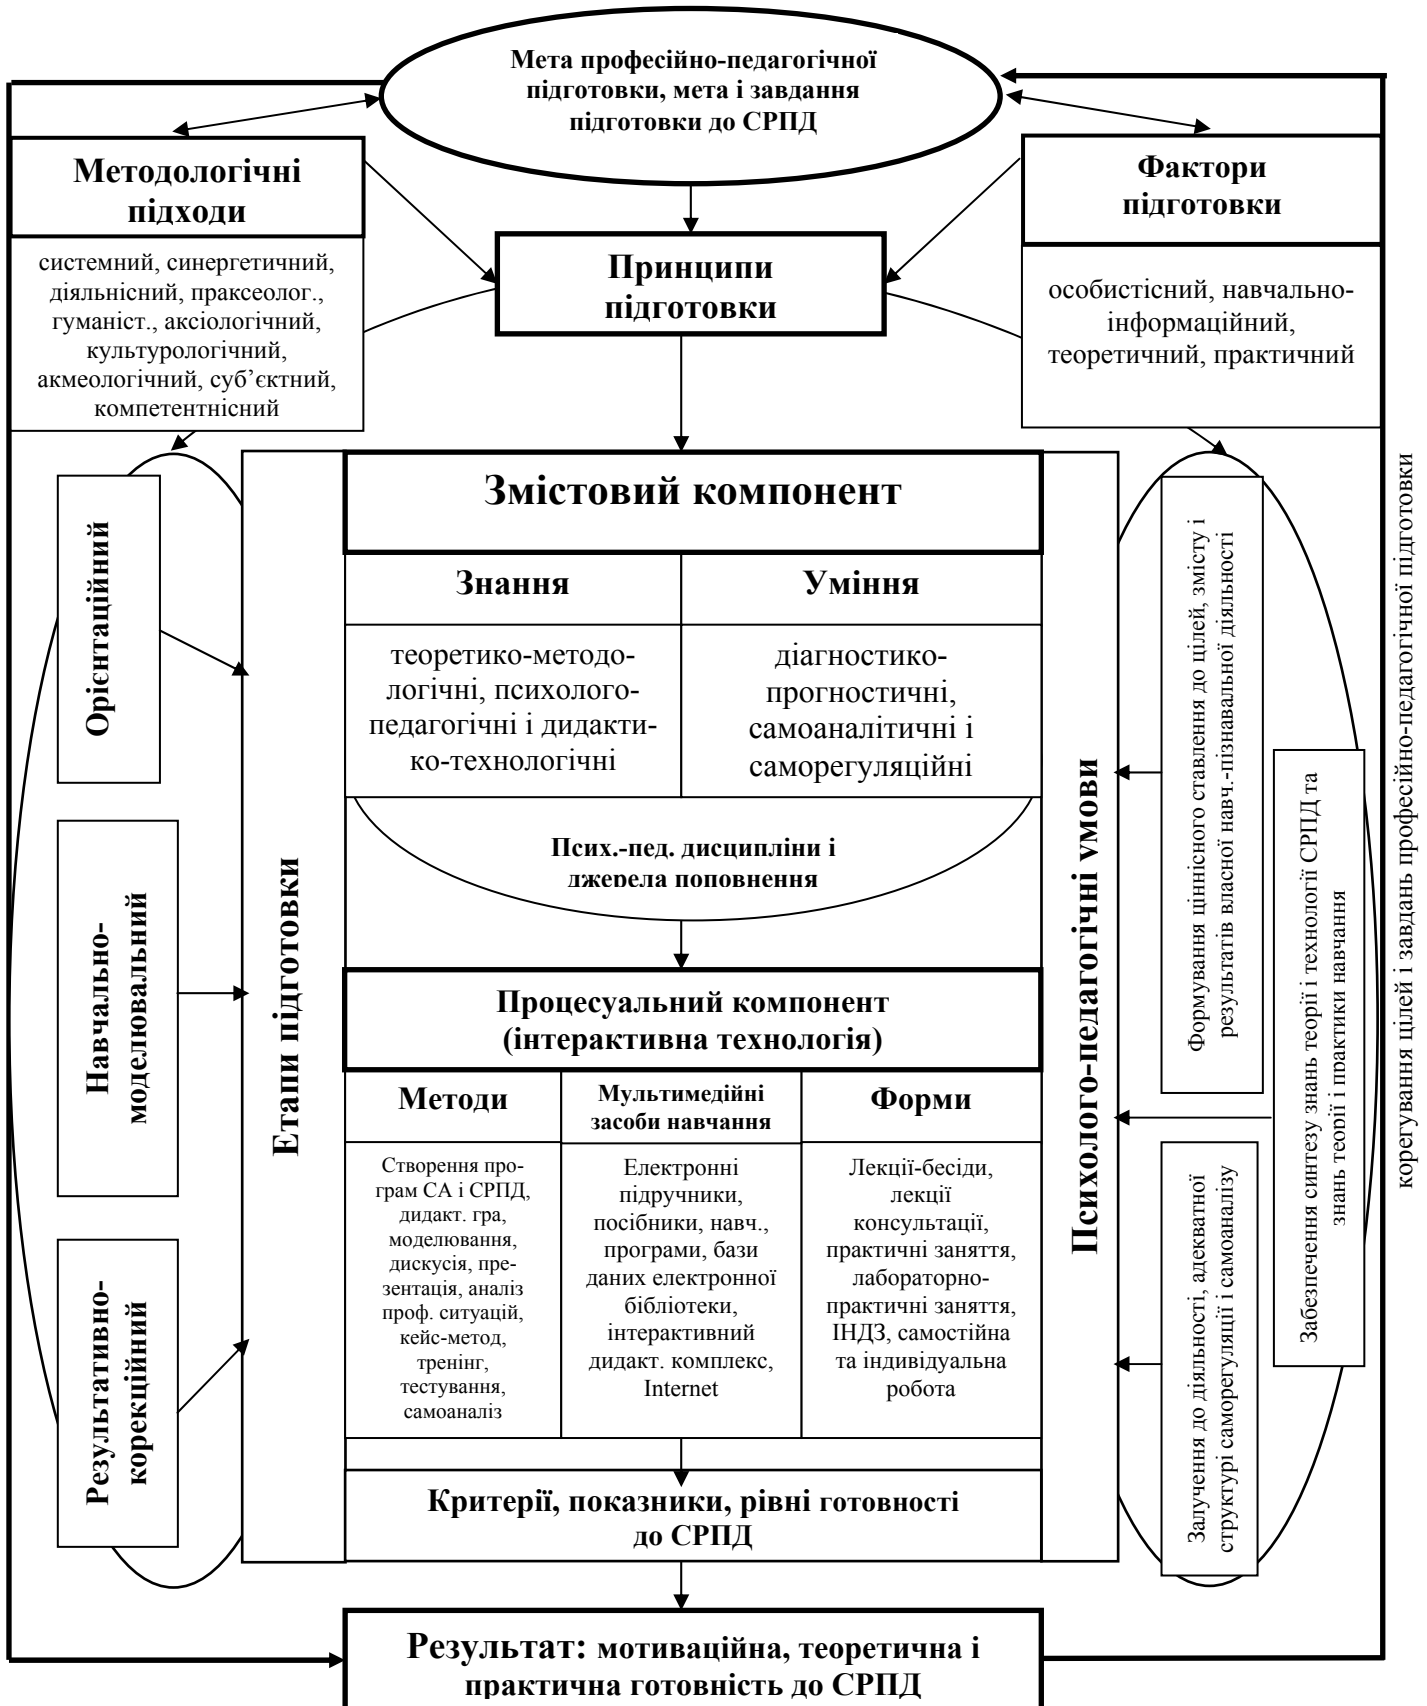 Мета професійно-педагогічної
підготовки, мета і завдання
підготовки до СРПД
Методологічні
підходи
системний, синергетичний,
діяльнісний, праксеолог.,
гуманіст., аксіологічний,
культурологічний,
акмеологічний, суб’єктний,
компетентнісний
Принципи
підготовки
Фактори
підготовки
особистісний, навчально-
інформаційний,
теоретичний, практичний
Орієнтаційний
Навчально-
моделювальний
Результативно-
корекційний
Етапи підготовки
Змістовий компонент
Знання
Уміння
теоретико-методо-
логічні, психолого-
педагогічні і дидакти-
ко-технологічні
діагностико-
прогностичні,
самоаналітичні і
саморегуляційні
Псих.-пед. дисципліни і
джерела поповнення
Процесуальний компонент
(інтерактивна технологія)
Методи
Мультимедійні
засоби навчання
Форми
Створення про-
грам СА і СРПД,
дидакт. гра,
моделювання,
дискусія, пре-
зентація, аналіз
проф. ситуацій,
кейс-метод,
тренінг,
тестування,
самоаналіз
Електронні
підручники,
посібники, навч.,
програми, бази
даних електронної
бібліотеки,
інтерактивний
дидакт. комплекс,
Internet
Лекції-бесіди,
лекції
консультації,
практичні заняття,
лабораторно-
практичні заняття,
ІНДЗ, самостійна
та індивідуальна
робота
Критерії, показники, рівні готовності
до СРПД
Результат: мотиваційна, теоретична і
практична готовність до СРПД
Психолого-педагогічні умови
Формування ціннісного ставлення до цілей, змісту і
результатів власної навч.-пізнавальної діяльності
Забезпечення синтезу знань теорії і технології СРПД та
знань теорії і практики навчання
Залучення до діяльності, адекватної
структурі саморегуляції і самоаналізу
корегування цілей і завдань професійно-педагогічної підготовки